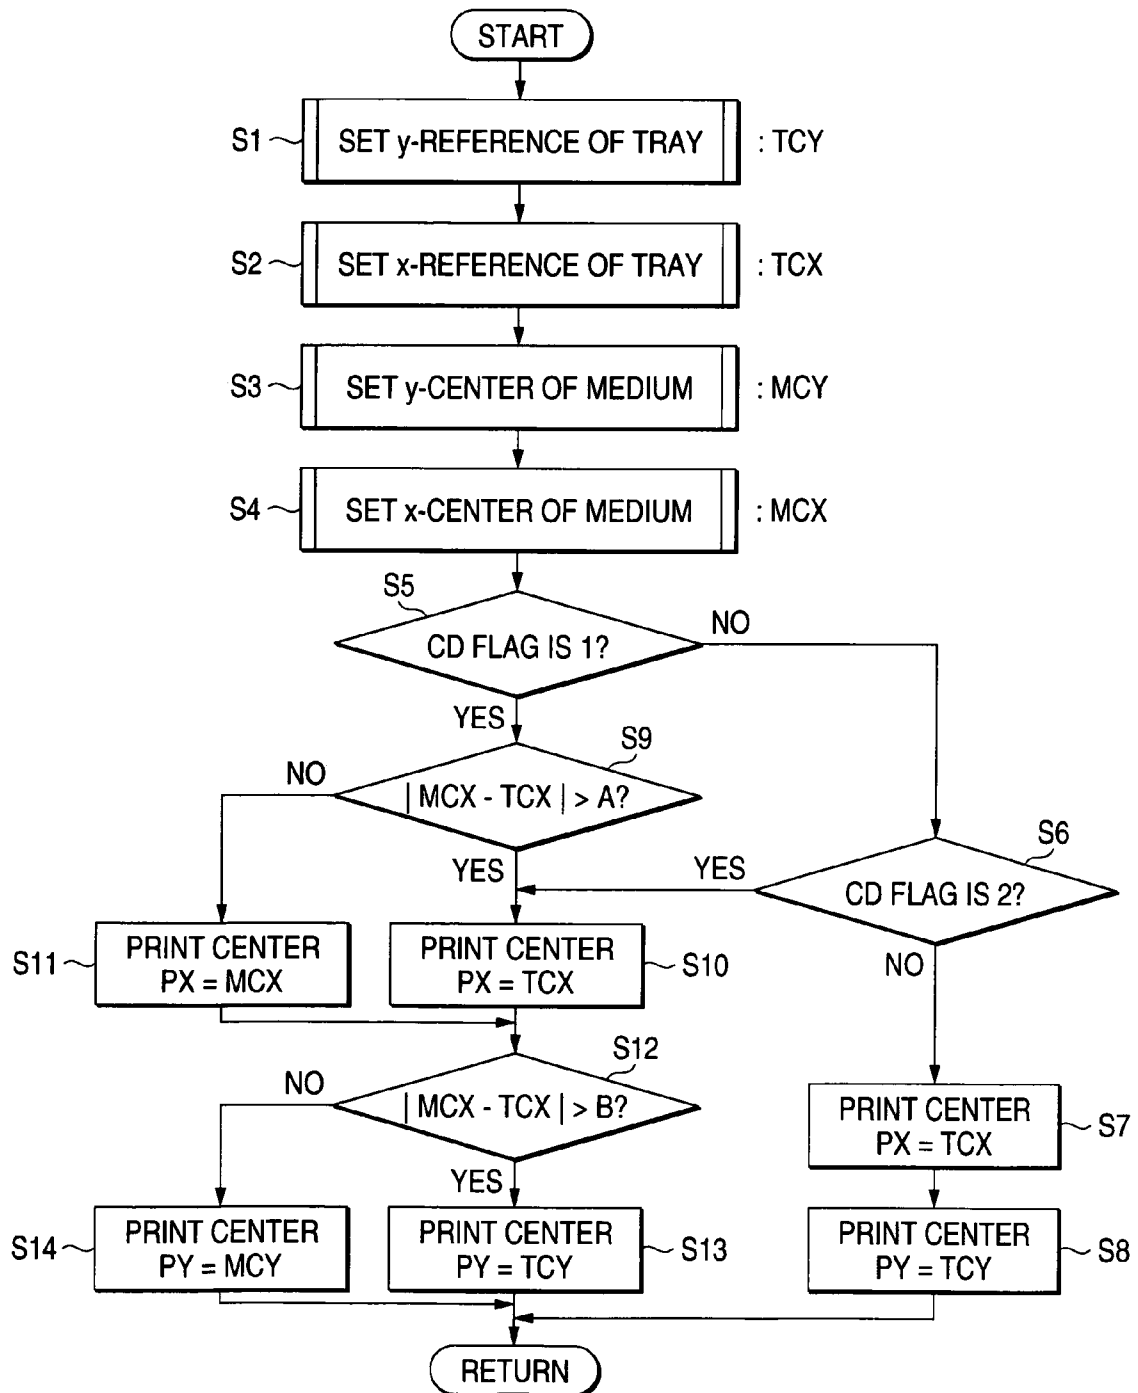 START
S1
SET y-REFERENCE OF TRAY
: TCY
S2
SET x-REFERENCE OF TRAY
: TCX
S3
SET y-CENTER OF MEDIUM
: MCY
S4
SET x-CENTER OF MEDIUM
: MCX
S5
CD FLAG IS 1?
NO
YES
S9
| MCX - TCX | > A?
NO
YES
S6
CD FLAG IS 2?
YES
NO
S11
PRINT CENTER
PX = MCX
PRINT CENTER
PX = TCX
S10
S12
| MCX - TCX | > B?
NO
YES
PRINT CENTER
PX = TCX
S7
S14
PRINT CENTER
PY = MCY
PRINT CENTER
PY = TCY
S13
PRINT CENTER
PY = TCY
S8
RETURN